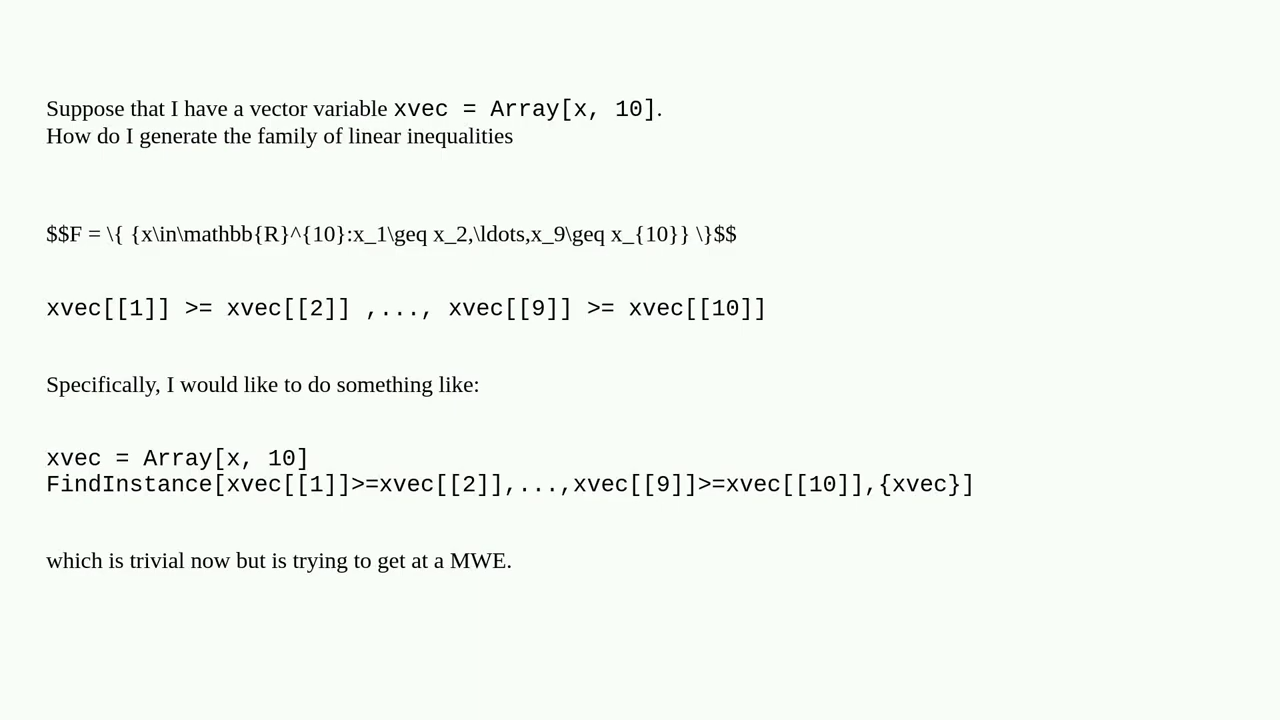 Suppose that I have a vector variable xvec = Array[x, 10].
How do I generate the family of linear inequalities
$$F = \{ {x\in\mathbb{R}^{10}:x_1\geq x_2,\ldots,x_9\geq x_{10}} \}$$
xvec[[1]] >= xvec[[2]] ,..., xvec[[9]] >= xvec[[10]]
Specifically, I would like to do something like:
xvec = Array[x, 10]
FindInstance[xvec[[1]]>=xvec[[2]],...,xvec[[9]]>=xvec[[10]],{xvec}]
which is trivial now but is trying to get at a MWE.